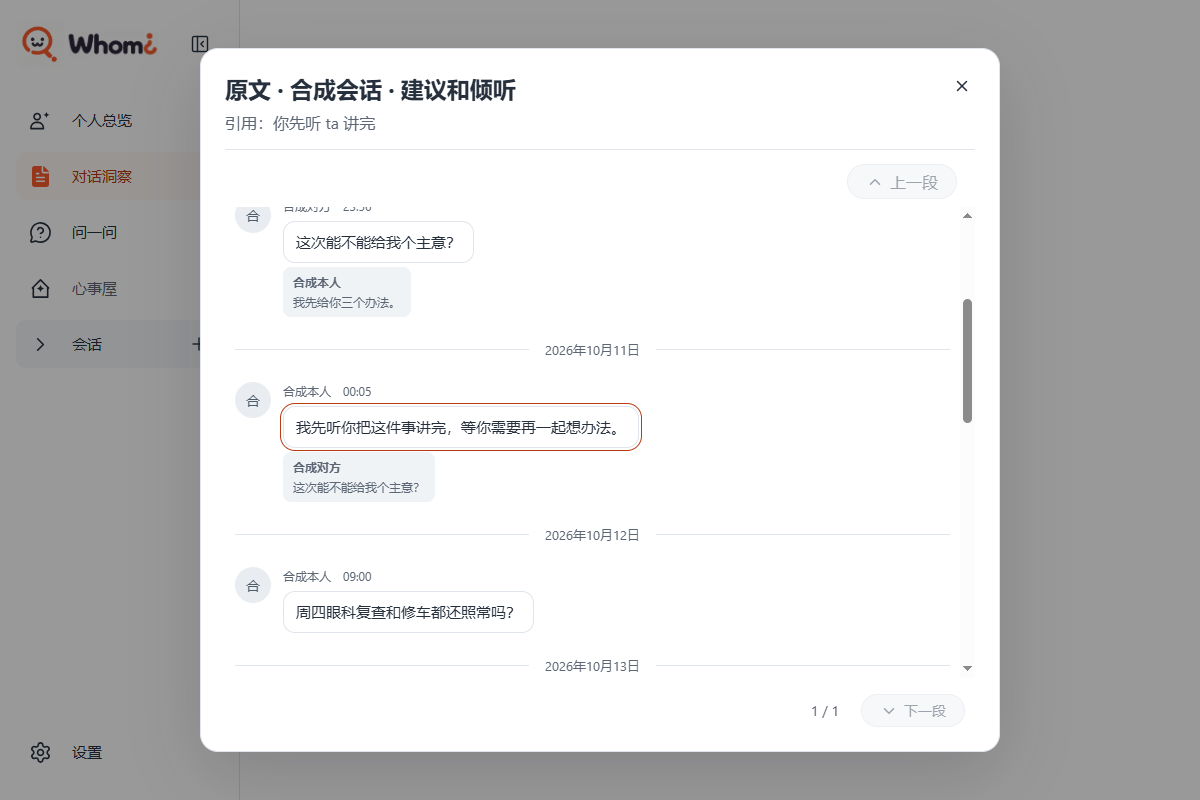 Whomi
个人总览
对话洞察
问一问
心事屋
会话
设置
原文 · 合成会话 · 建议和倾听
引用：你先听 ta 讲完
上一段
合
这次能不能给我个主意？
合成本人
我先给你三个办法。
2026年10月11日
合
合成本人 00:05
我先听你把这件事讲完，等你需要再一起想办法。
合成对方
这次能不能给我个主意？
2026年10月12日
合
合成本人 09:00
周四眼科复查和修车都还照常吗？
2026年10月13日
1 / 1
下一段